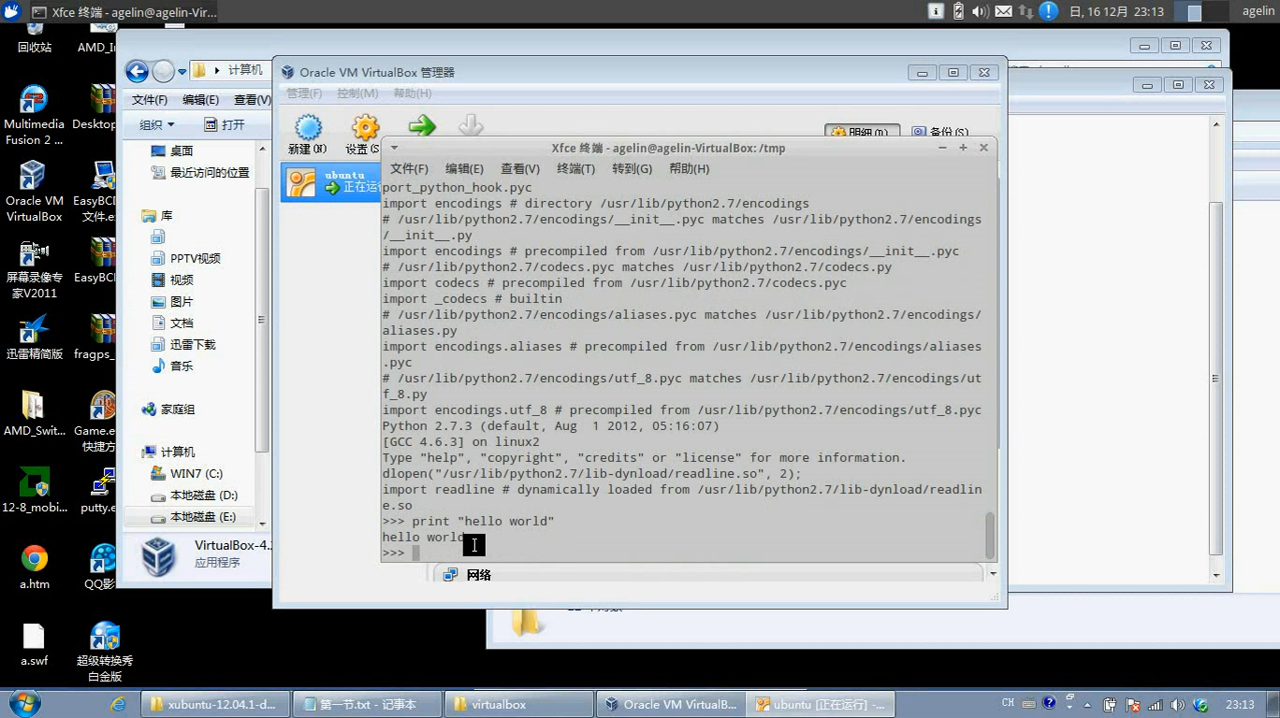 Xfce 终端 - agelin@agelin-Vir...
日, 16 12月 23:13
agelin
回收站
AMD_In
Multimedia
Fusion 2 ...
Desktop
Oracle VM
VirtualBox
EasyBCD
文件.e
屏幕录像专
家V2011
EasyBCD
迅雷精简版
fragps_
AMD_Swit...
Game.exe
快捷方
12-8_mobi...
putty.exe
a.htm
QQ影
a.swf
超级转换秀
白金版
计算机
文件(F)
编辑(E)
查看(V)
组织
打开
桌面
最近访问的位置
库
PPTV视频
视频
图片
文档
迅雷下载
音乐
家庭组
计算机
WIN7 (C:)
本地磁盘 (D:)
本地磁盘 (E:)
VirtualBox-4.
应用程序
Oracle VM VirtualBox 管理器
管理(F)
控制(M)
帮助(H)
新建(N)
设置(S
明细(D)
备份(S)
ubuntu
正在运
Xfce 终端 - agelin@agelin-VirtualBox: /tmp
文件(F)
编辑(E)
查看(V)
终端(T)
转到(G)
帮助(H)
port_python_hook.pyc
import encodings # directory /usr/lib/python2.7/encodings
# /usr/lib/python2.7/encodings/__init__.pyc matches /usr/lib/python2.7/encodings
/__init__.py
import encodings # precompiled from /usr/lib/python2.7/encodings/__init__.pyc
# /usr/lib/python2.7/codecs.pyc matches /usr/lib/python2.7/codecs.py
import codecs # precompiled from /usr/lib/python2.7/codecs.pyc
import _codecs # builtin
# /usr/lib/python2.7/encodings/aliases.pyc matches /usr/lib/python2.7/encodings/
aliases.py
import encodings.aliases # precompiled from /usr/lib/python2.7/encodings/aliases
.pyc
# /usr/lib/python2.7/encodings/utf_8.pyc matches /usr/lib/python2.7/encodings/ut
f_8.py
import encodings.utf_8 # precompiled from /usr/lib/python2.7/encodings/utf_8.pyc
Python 2.7.3 (default, Aug  1 2012, 05:16:07)
[GCC 4.6.3] on linux2
Type "help", "copyright", "credits" or "license" for more information.
dlopen("/usr/lib/python2.7/lib-dynload/readline.so", 2);
import readline # dynamically loaded from /usr/lib/python2.7/lib-dynload/readlin
e.so
>>> print "hello world"
hello world
>>>
网络
xubuntu-12.04.1-d...
第一节.txt - 记事本
virtualbox
Oracle VM VirtualB...
ubuntu [正在运行] -...
CH
23:13